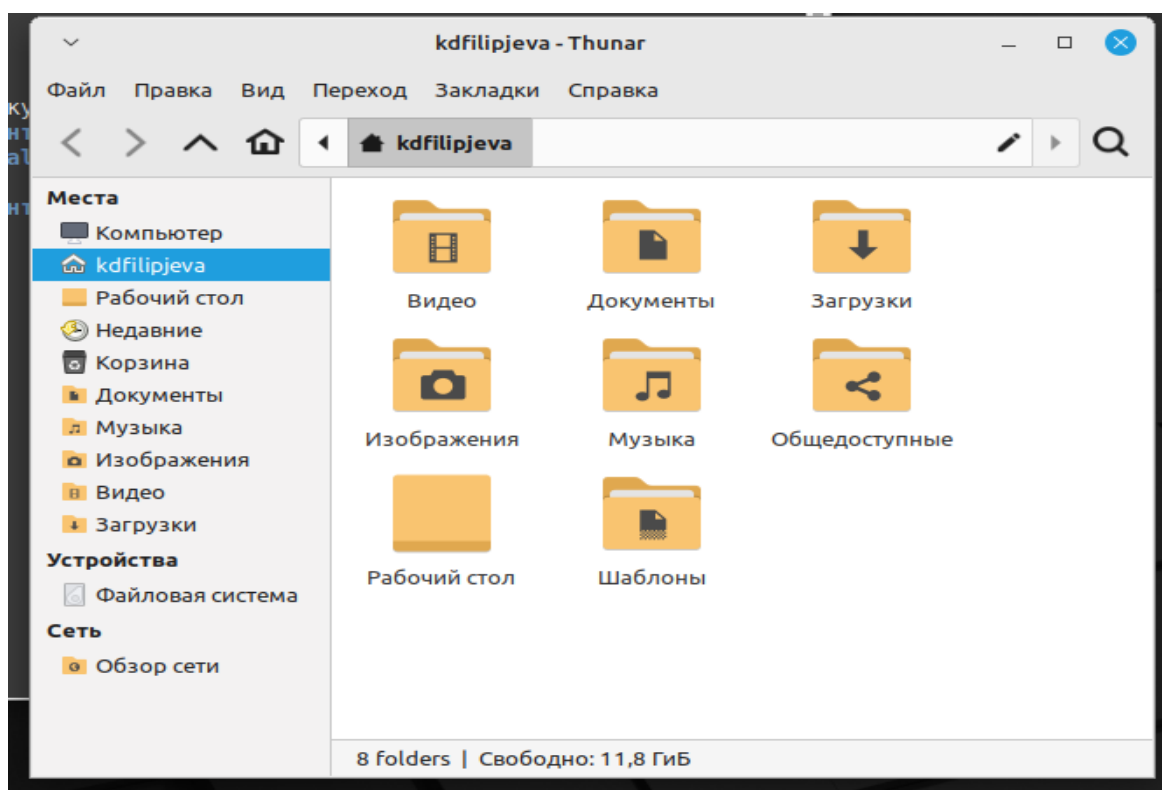 kdfilipjeva - Thunar
Файл Правка Вид Переход Закладки Справка
kdfilipjeva
Места
Компьютер
kdfilipjeva
Рабочий стол
Недавние
Корзина
Документы
Музыка
Изображения
Видео
Загрузки
Устройства
Файловая система
Сеть
Обзор сети
Видео Документы Загрузки
Изображения Музыка Общедоступные
Рабочий стол Шаблоны
8 folders | Свободно: 11,8 ГиБ